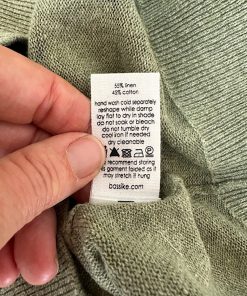 55% linen
45% cotton
hand wash cold separately
reshape while damp
lay flat to dry in shade
do not soak or bleach
do not tumble dry
cool iron if needed
dry cleanable
recommend storing
this garment folded as it
may stretch if hung
bassike.com